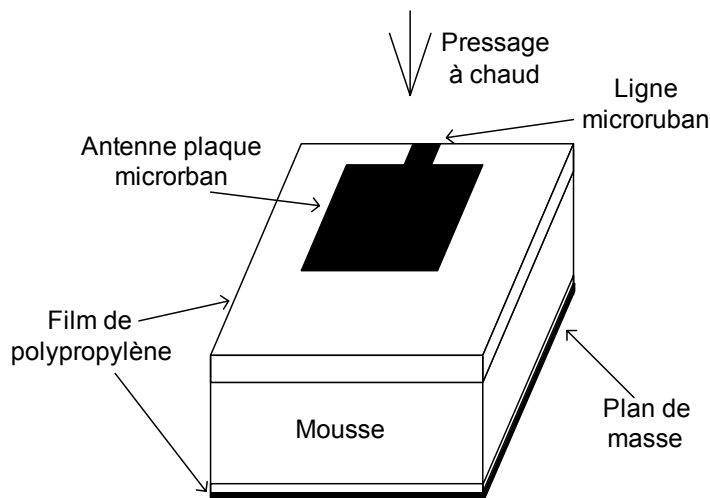 Pressage
à chaud
Ligne
microruban
Antenne plaque
microrban
Film de
polypropylène
Mousse
Plan de
masse